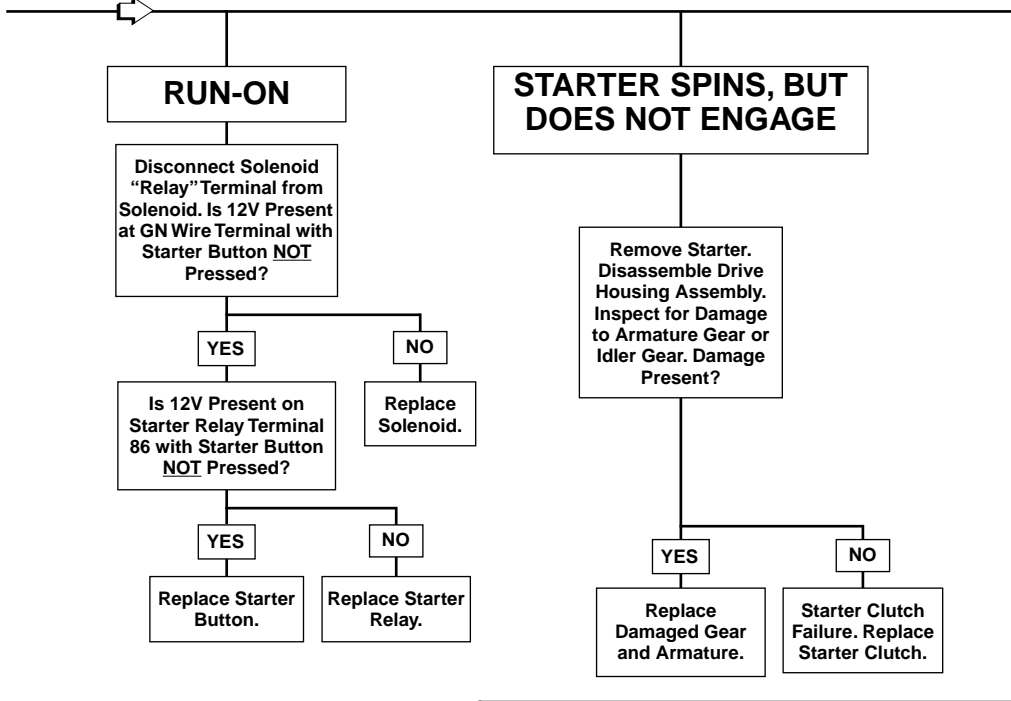 RUN-ON
Disconnect Solenoid
“Relay” Terminal from
Solenoid. Is 12V Present
at GN Wire Terminal with
Starter Button NOT
Pressed?
YES
NO
Is 12V Present on
Starter Relay Terminal
86 with Starter Button
NOT Pressed?
Replace
Solenoid.
YES
NO
Replace Starter
Button.
Replace Starter
Relay.
STARTER SPINS, BUT
DOES NOT ENGAGE
Remove Starter.
Disassemble Drive
Housing Assembly.
Inspect for Damage
to Armature Gear or
Idler Gear. Damage
Present?
YES
NO
Replace
Damaged Gear
and Armature.
Starter Clutch
Failure. Replace
Starter Clutch.